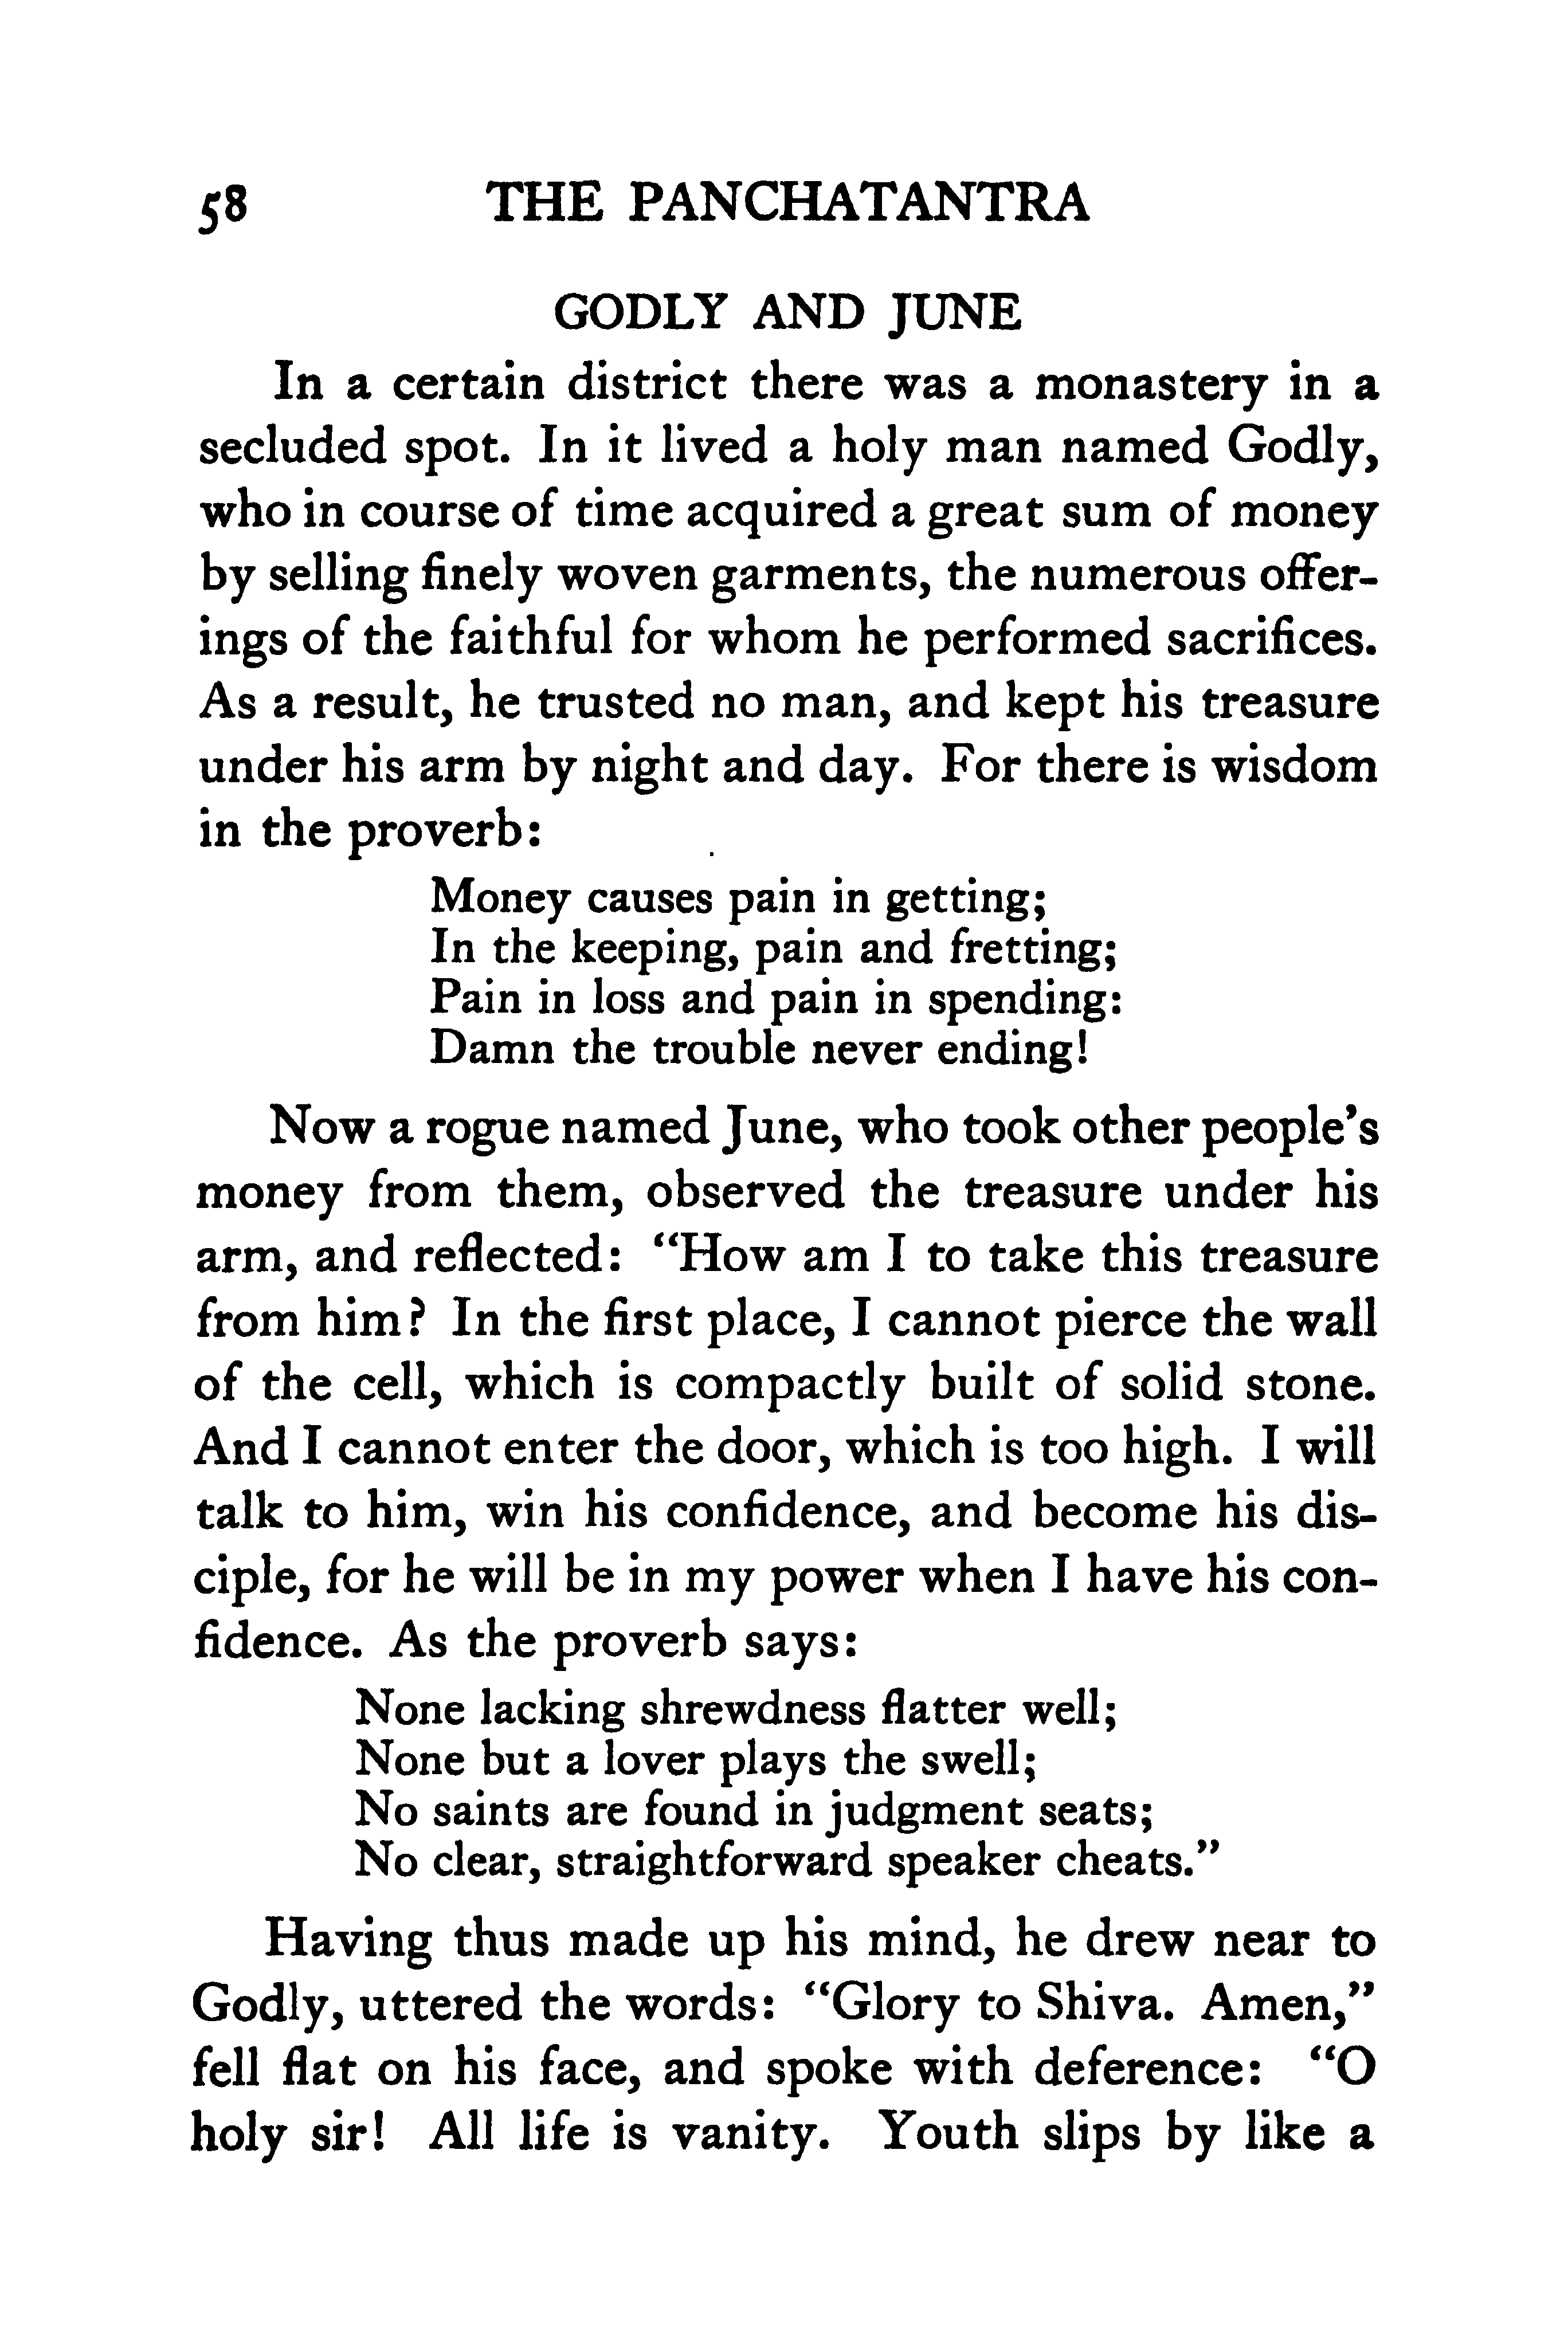 58 THE PANCHATANTRA
GODLY AND JUNE
In a certain district there was a monastery in a
secluded spot. In it lived a holy man named Godly,
who in course of time acquired a great sum of money
by selling finely woven garments, the numerous offer-
ings of the faithful for whom he performed sacrifices.
As a result, he trusted no man, and kept his treasure
under his arm by night and day. For there is wisdom
in the proverb:
Money causes pain in getting;
In the keeping, pain and fretting;
Pain in loss and pain in spending:
Damn the trouble never ending!
Now a rogue named June, who took other people's
money from them, observed the treasure under his
arm, and reflected: "How am I to take this treasure
from him? In the first place, I cannot pierce the wall
of the cell, which is compactly built of solid stone.
And I cannot enter the door, which is too high. I will
talk to him, win his confidence, and become his dis-
ciple, for he will be in my power when I have his con-
fidence. As the proverb says:
None lacking shrewdness flatter well;
None but a lover plays the swell;
No saints are found in judgment seats;
No clear, straightforward speaker cheats."
Having thus made up his mind, he drew near to
Godly, uttered the words: "Glory to Shiva. Amen,"
fell flat on his face, and spoke with deference: "O
holy sir! All life is vanity. Youth slips by like a